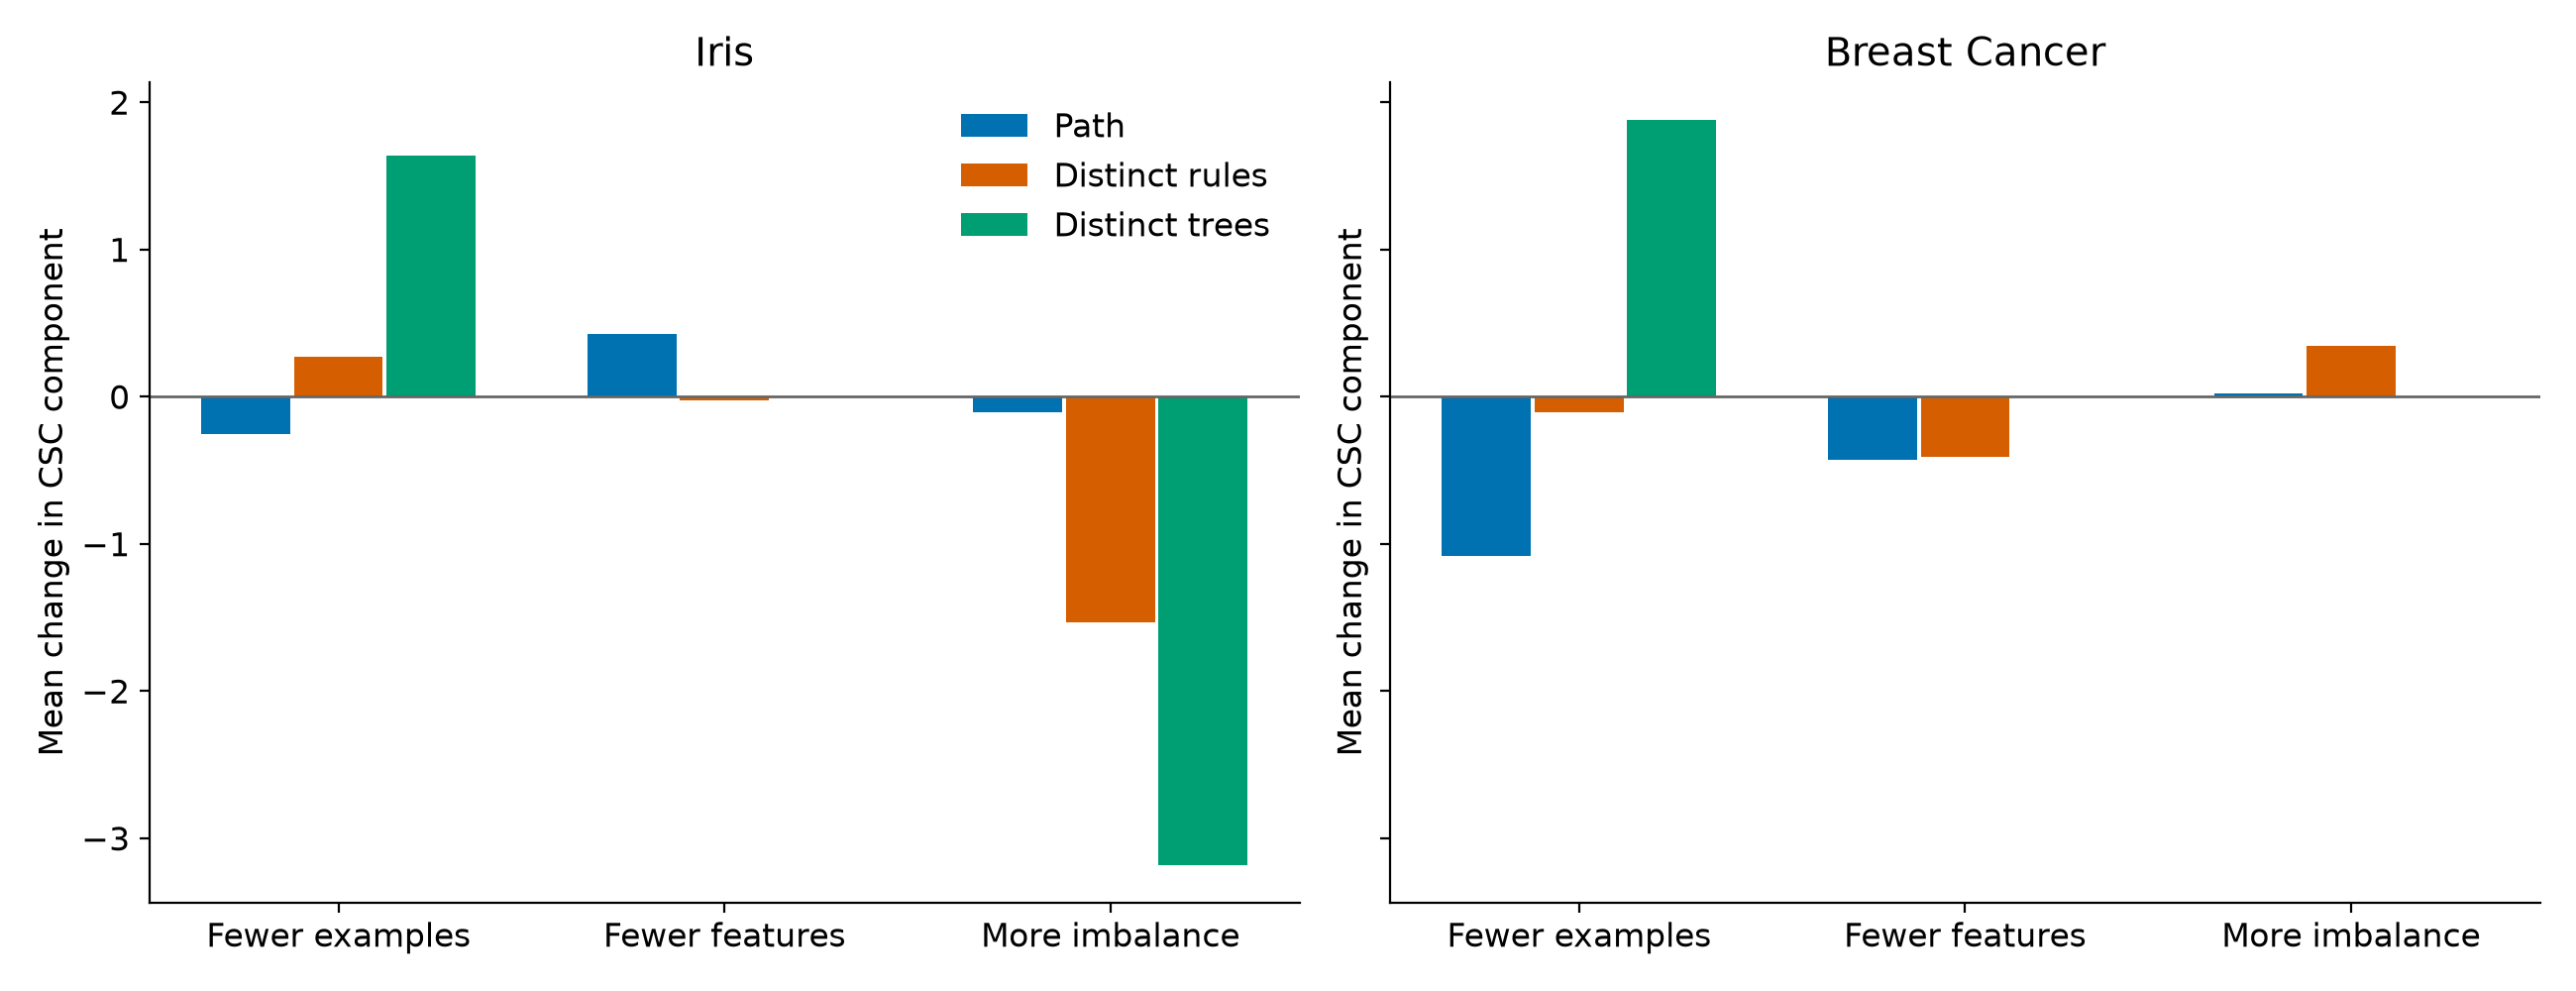 Iris
Mean change in CSC component
2
1
0
−1
−2
−3
Path
Distinct rules
Distinct trees
Fewer examples
Fewer features
More imbalance
Breast Cancer
Mean change in CSC component
Fewer examples
Fewer features
More imbalance